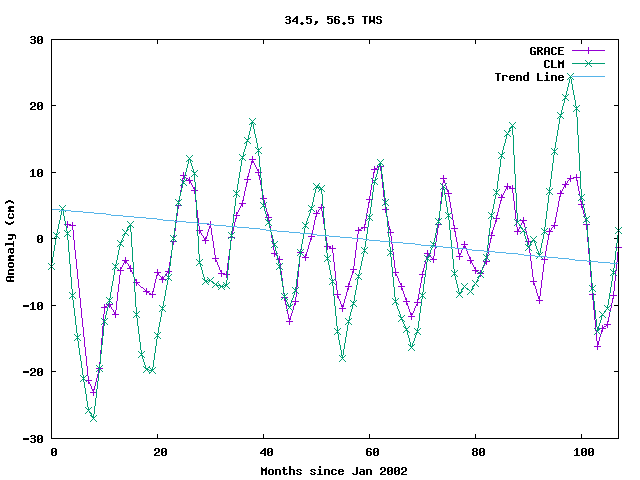 34.5, 56.5 TWS
30
20
10
0
-10
-20
-30
Anomaly (cm)
GRACE
CLM
Trend Line
0 20 40 60 80 100
Months since Jan 2002